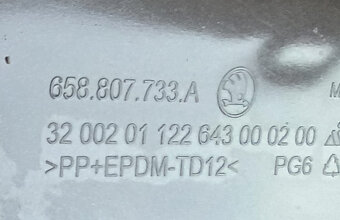 658.807.733.A M
32 002 01 122 643 00 02 00
>PP+EPDM-TD12< PG6